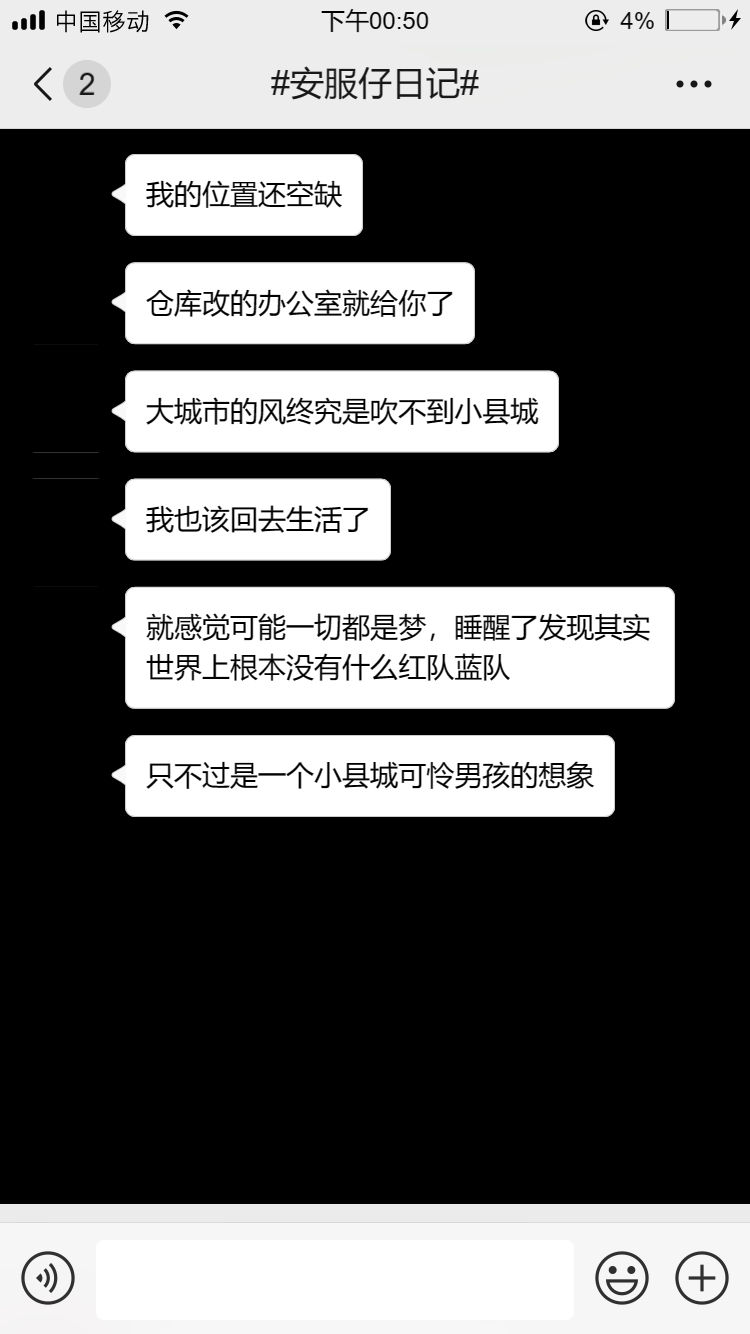 中国移动 下午00:50 4%
2 #安服仔日记#
我的位置还空缺
仓库改的办公室就给你了
大城市的风终究是吹不到小县城
我也该回去生活了
就感觉可能一切都是梦，睡醒了发现其实
世界上根本没有什么红队蓝队
只不过是一个小县城可怜男孩的想象